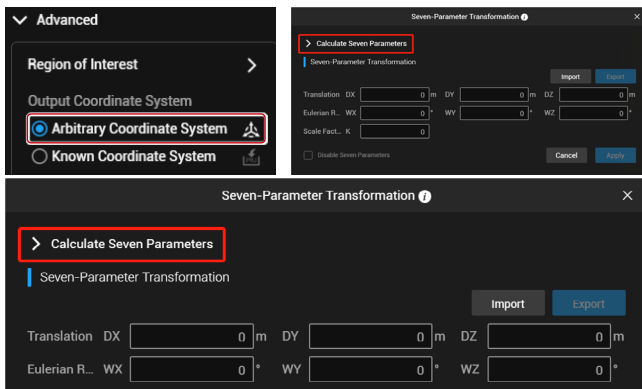 Advanced
Region of Interest
Output Coordinate System
Arbitrary Coordinate System
Known Coordinate System
Seven-Parameter Transformation
Calculate Seven Parameters
Seven-Parameter Transformation
Import Export
Translation DX 0 m DY 0 m DZ 0 m
Eulerian R... WX 0 ° WY 0 ° WZ 0 °
Scale Fact... K 0
Disable Seven Parameters
Cancel Apply
Seven-Parameter Transformation
Calculate Seven Parameters
Seven-Parameter Transformation
Import Export
Translation DX 0 m DY 0 m DZ 0 m
Eulerian R... WX 0 ° WY 0 ° WZ 0 °